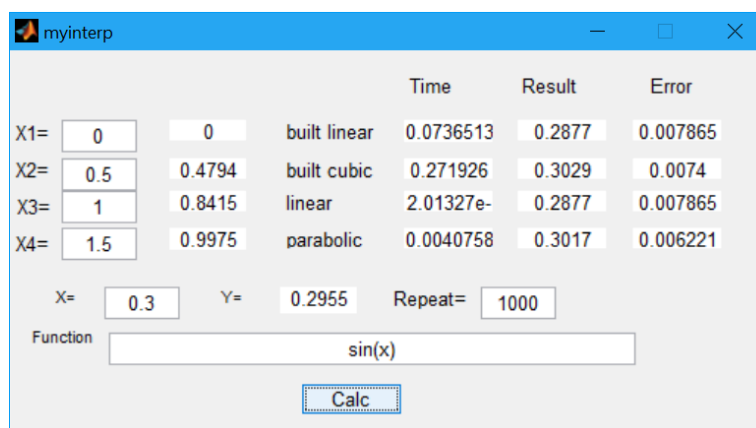 myinterp
Time Result Error
X1= 0 0 built linear 0.0736513 0.2877 0.007865
X2= 0.5 0.4794 built cubic 0.271926 0.3029 0.0074
X3= 1 0.8415 linear 2.01327e- 0.2877 0.007865
X4= 1.5 0.9975 parabolic 0.0040758 0.3017 0.006221
X= 0.3 Y= 0.2955 Repeat= 1000
Function sin(x)
Calc